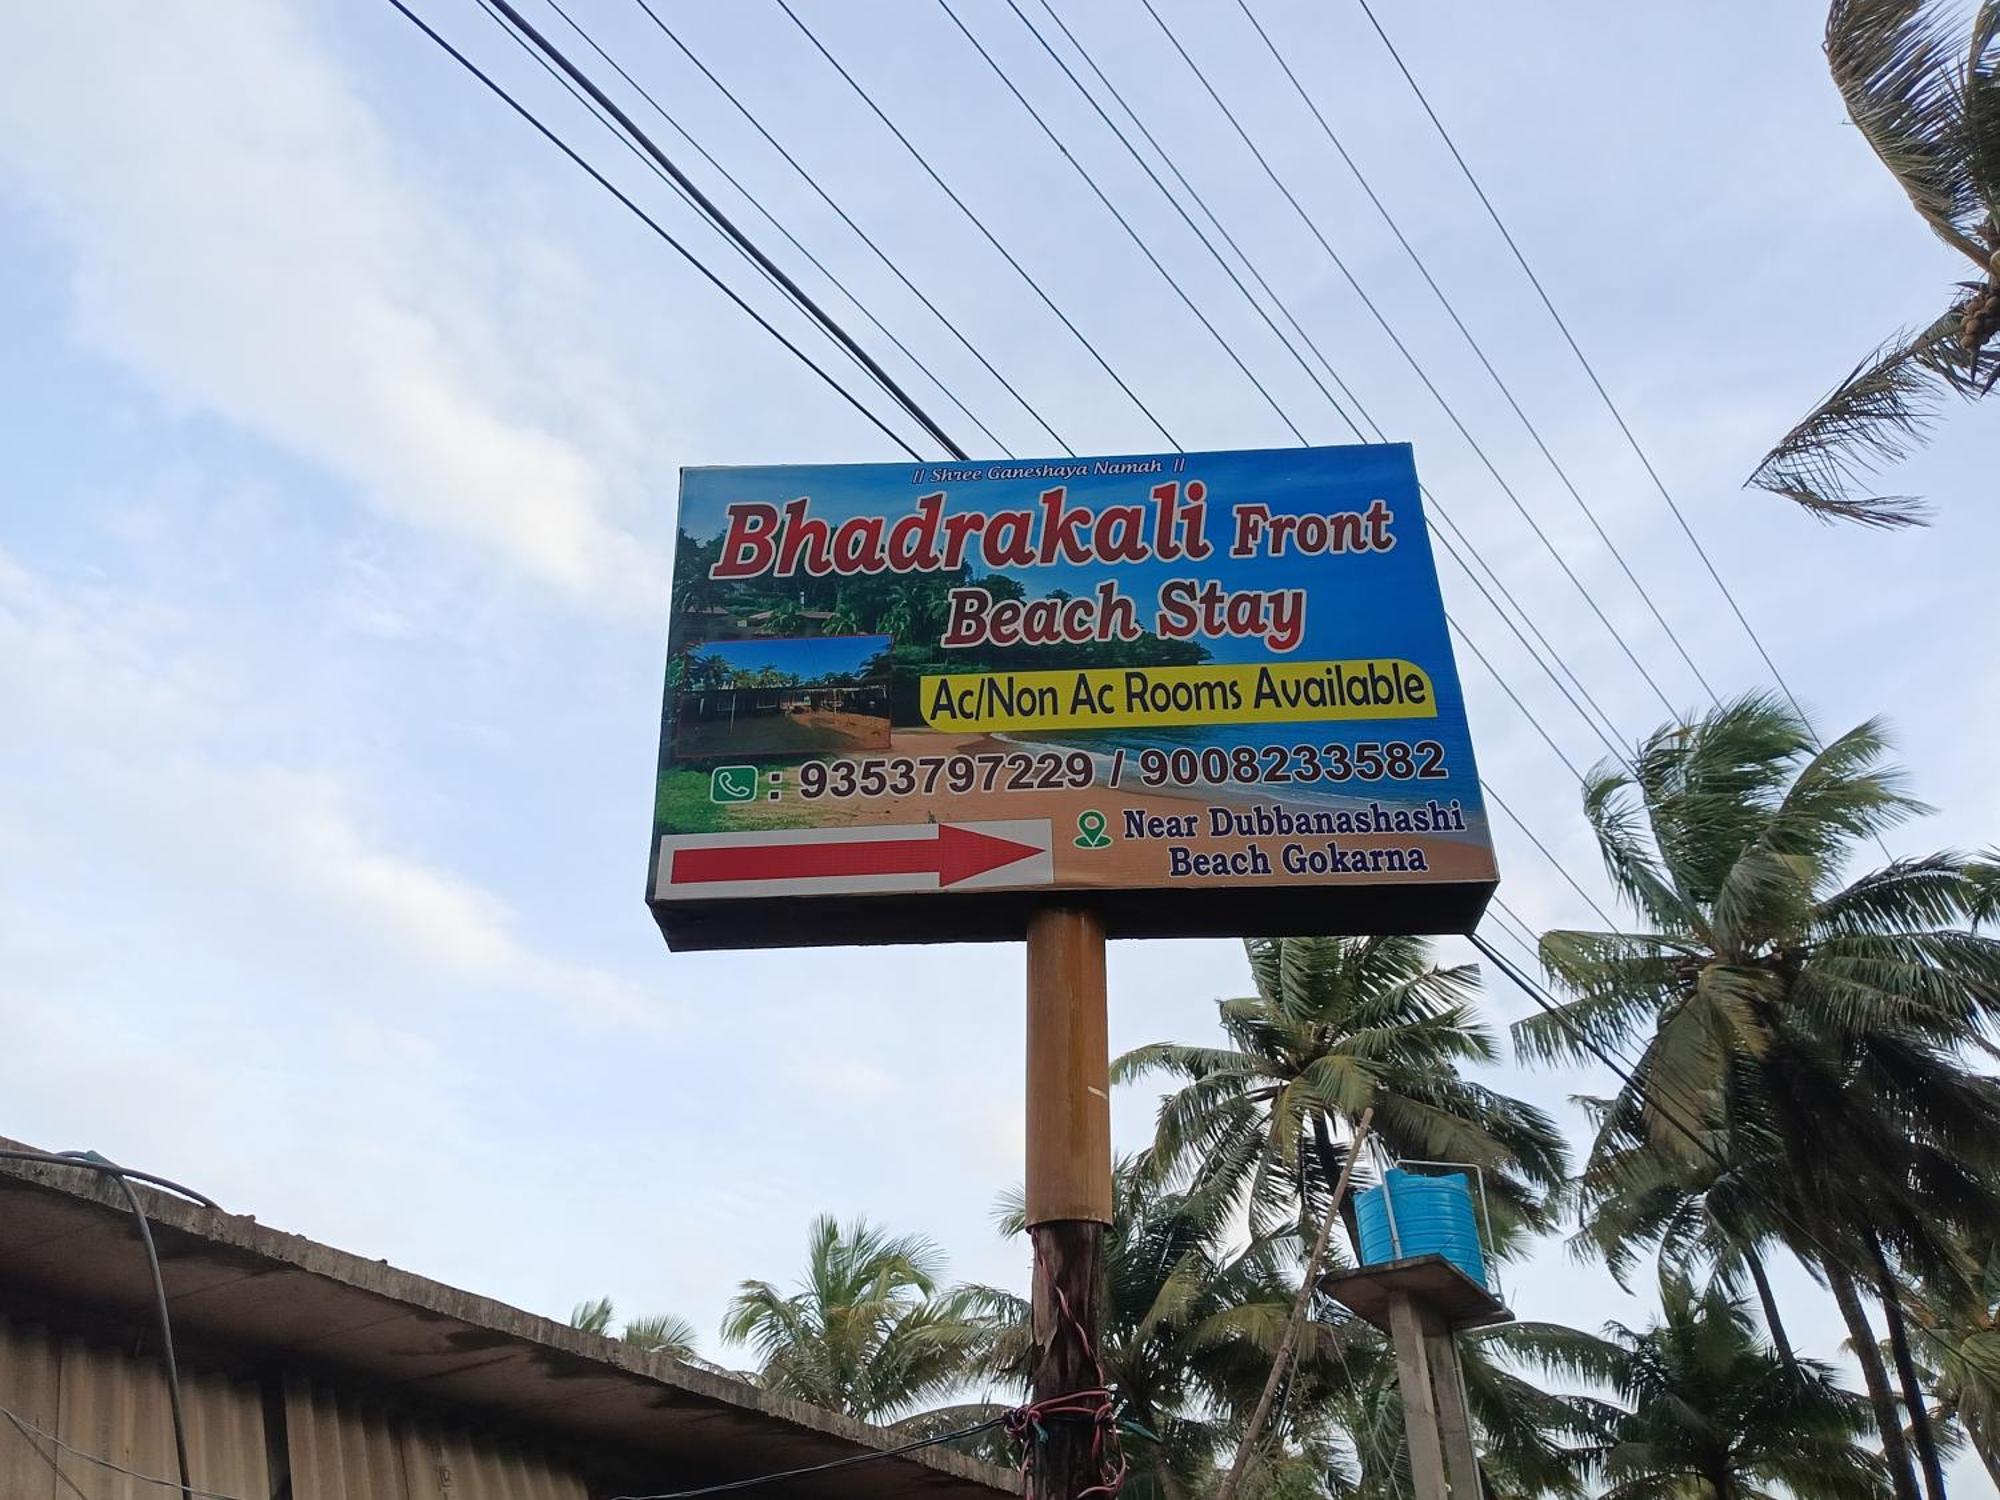 || Shree Ganeshaya Namah ||
Bhadrakali Front
Beach Stay
Ac/Non Ac Rooms Available
: 9353797229 / 9008233582
Near Dubbanashashi
Beach Gokarna